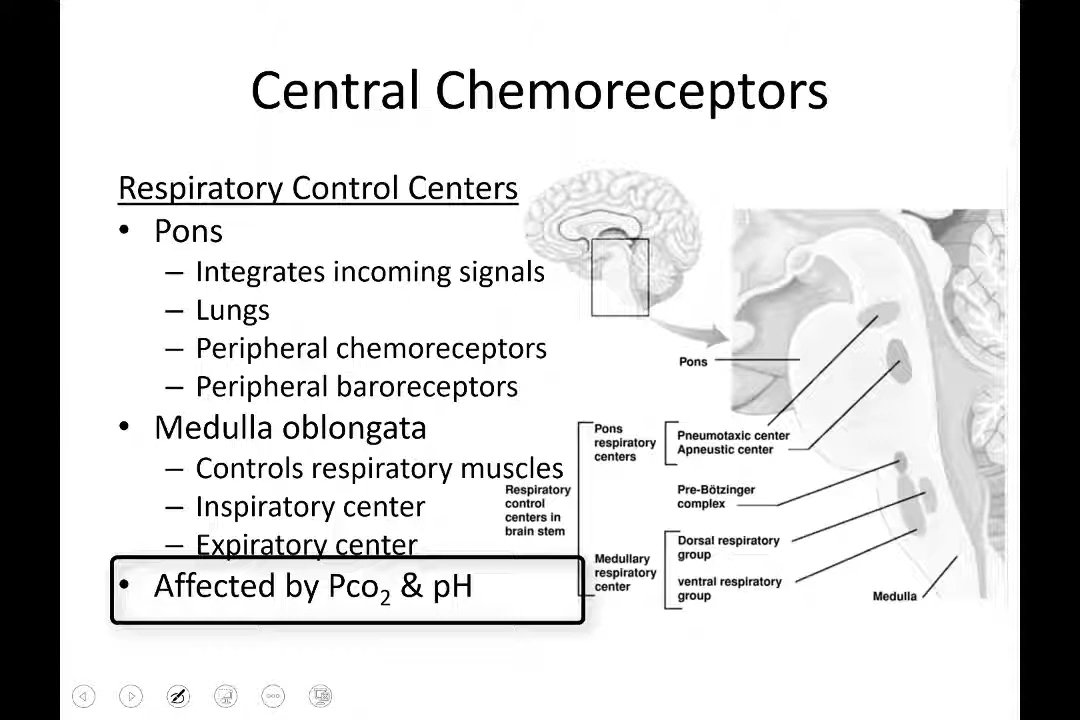 Central Chemoreceptors
Respiratory Control Centers
• Pons
– Integrates incoming signals
– Lungs
– Peripheral chemoreceptors
– Peripheral baroreceptors
• Medulla oblongata
– Controls respiratory muscles
– Inspiratory center
– Expiratory center
• Affected by Pco₂ & pH
Pons
Pons
respiratory
centers
Pneumotaxic center
Apneustic center
Respiratory
control
centers in
brain stem
Pre-Bötzinger
complex
Medullary
respiratory
center
Dorsal respiratory
group
ventral respiratory
group
Medulla